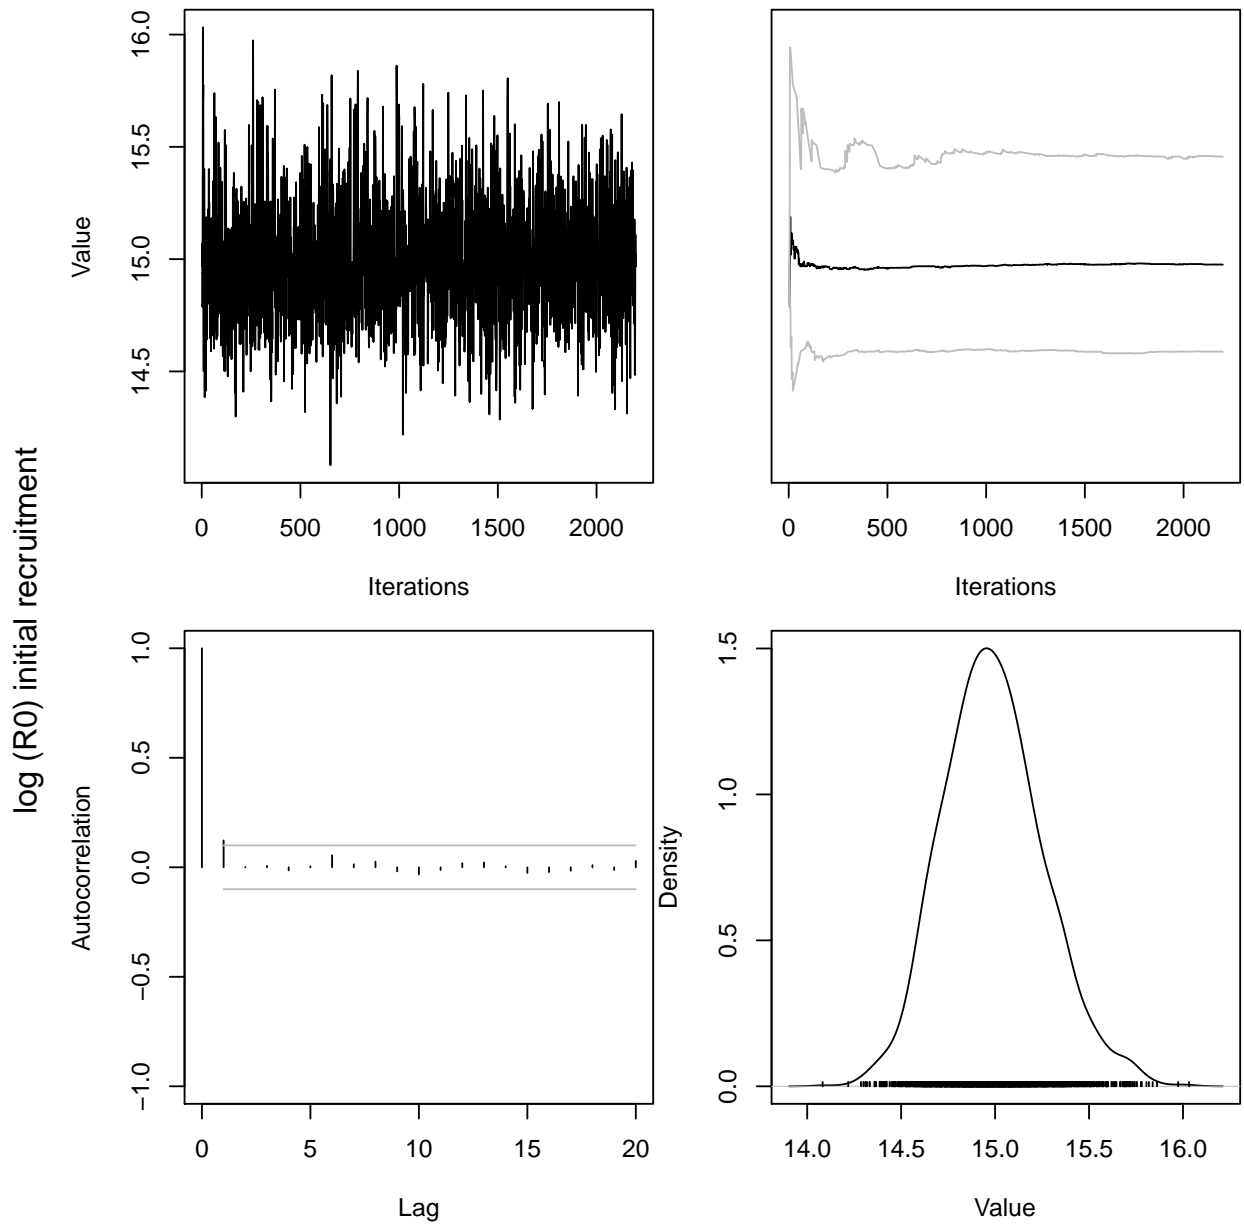 log (R0) initial recruitment
Value
16.0
15.5
15.0
14.5
0 500 1000 1500 2000
Iterations
0 500 1000 1500 2000
Iterations
Autocorrelation
1.0
0.5
0.0
−0.5
−1.0
0 5 10 15 20
Lag
Density
1.5
1.0
0.5
0.0
14.0 14.5 15.0 15.5 16.0
Value